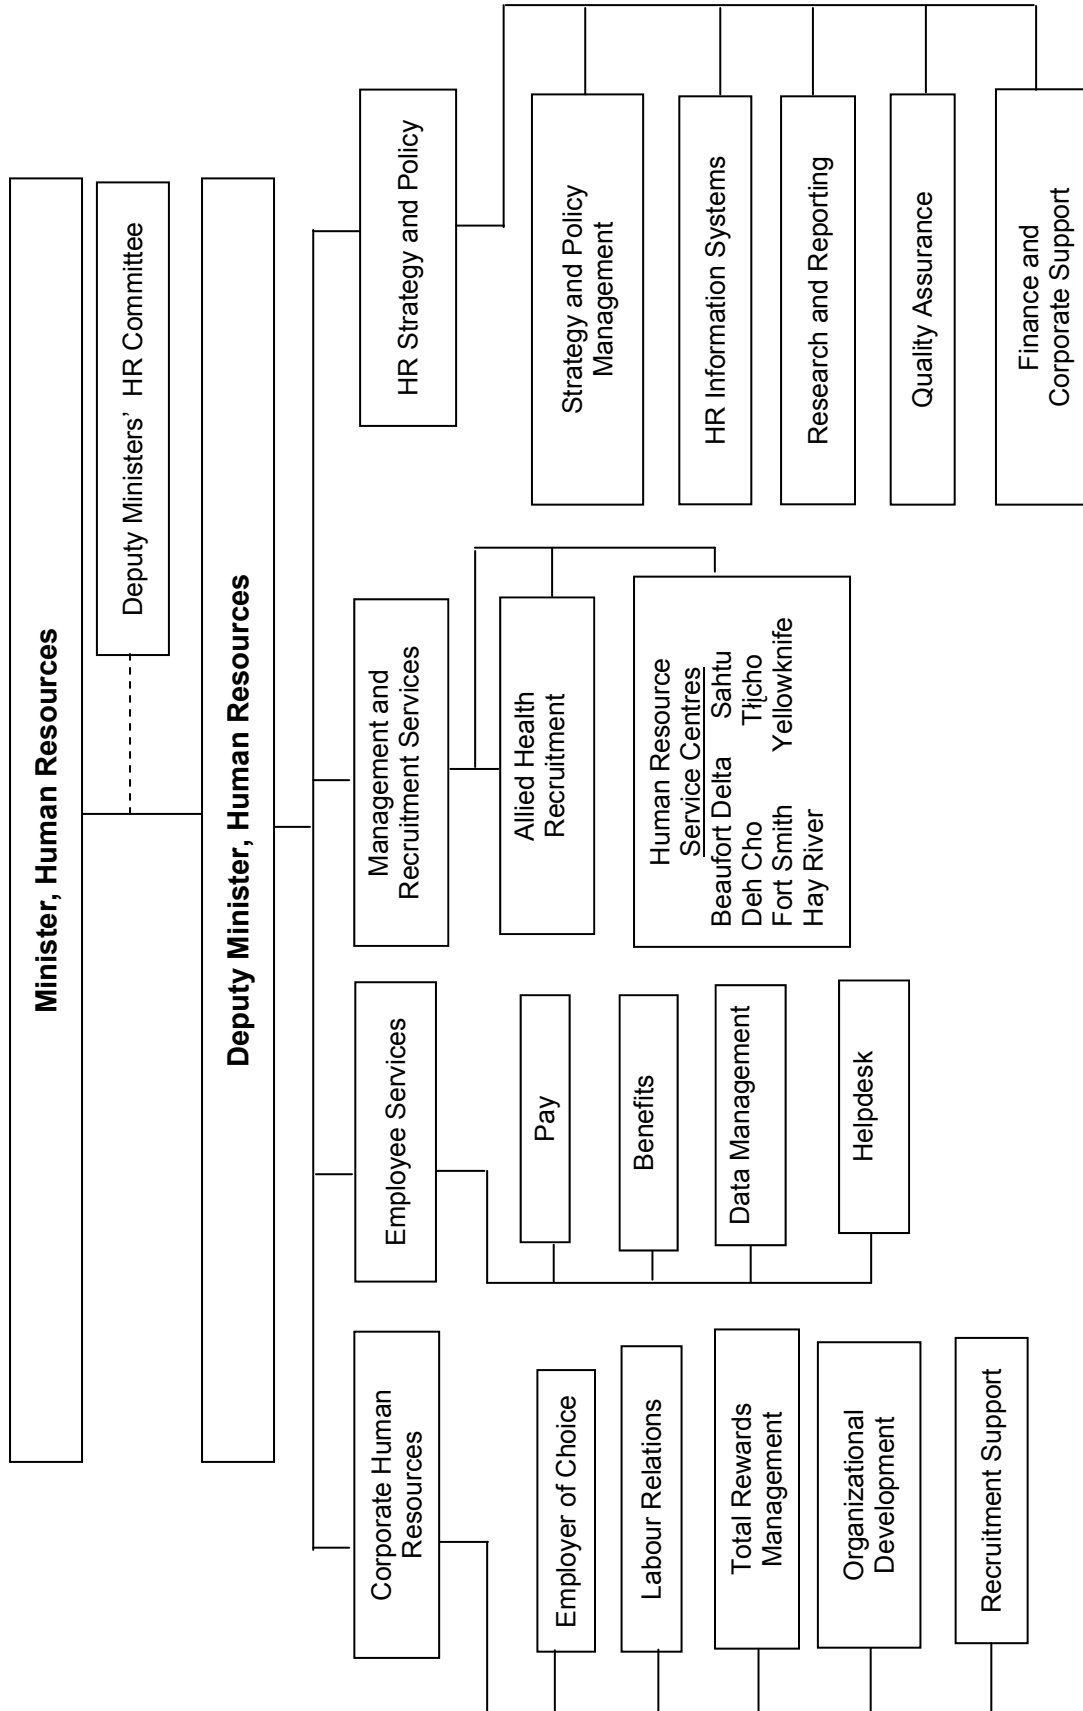 Minister, Human Resources
Deputy Ministers’ HR Committee
Deputy Minister, Human Resources
Corporate Human
Resources
Employer of Choice
Labour Relations
Total Rewards
Management
Organizational
Development
Recruitment Support
Employee Services
Pay
Benefits
Data Management
Helpdesk
Management and
Recruitment Services
Allied Health
Recruitment
Human Resource
Service Centres
Beaufort Delta Sahtu
Deh Cho Tłįcho
Fort Smith Yellowknife
Hay River
HR Strategy and Policy
Strategy and Policy
Management
HR Information Systems
Research and Reporting
Quality Assurance
Finance and
Corporate Support